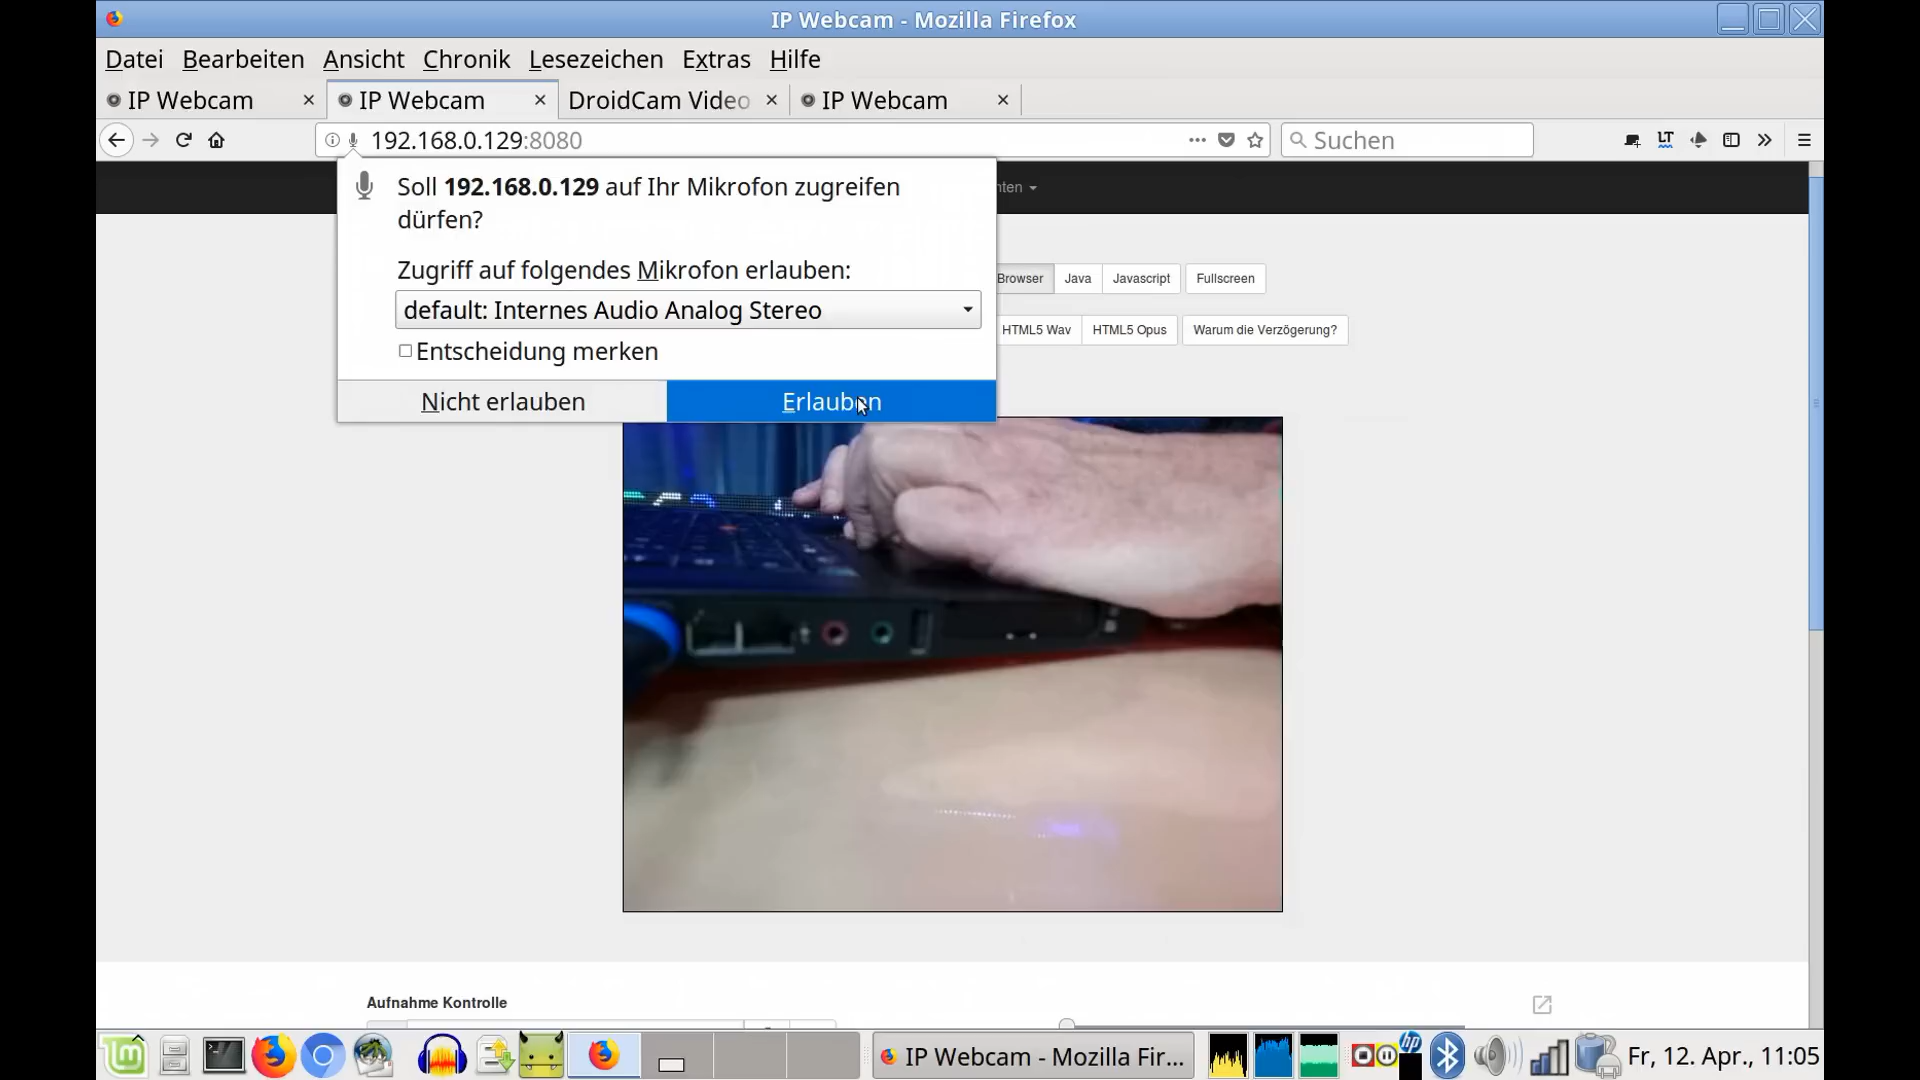 IP Webcam - Mozilla Firefox
Datei Bearbeiten Ansicht Chronik Lesezeichen Extras Hilfe
IP Webcam × IP Webcam × DroidCam Video × IP Webcam ×
192.168.0.129:8080 Suchen LT
nten
Soll 192.168.0.129 auf Ihr Mikrofon zugreifen
dürfen?
Zugriff auf folgendes Mikrofon erlauben:
default: Internes Audio Analog Stereo
Entscheidung merken
Nicht erlauben Erlauben
Browser Java Javascript Fullscreen
HTML5 Wav HTML5 Opus Warum die Verzögerung?
Aufnahme Kontrolle
IP Webcam - Mozilla Fir... hp Fr, 12. Apr., 11:05